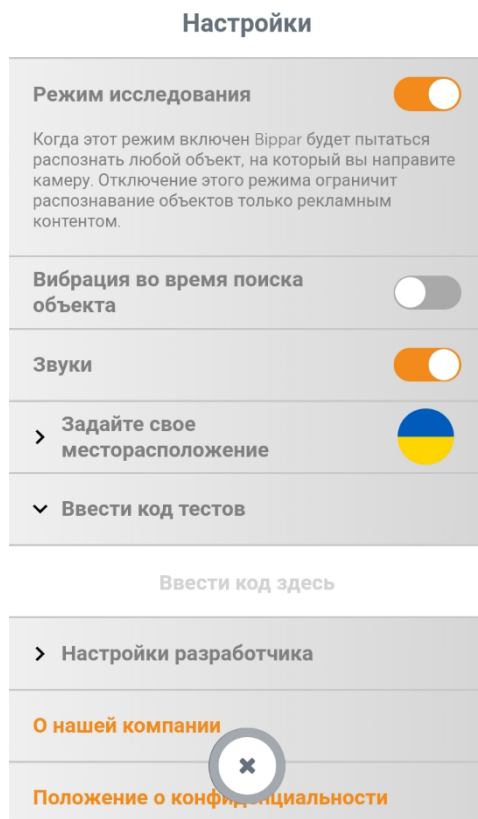 Настройки
Режим исследования
Когда этот режим включен Bippar будет пытаться
распознать любой объект, на который вы направите
камеру. Отключение этого режима ограничит
распознавание объектов только рекламным
контентом.
Вибрация во время поиска
объекта
Звуки
Задайте свое
месторасположение
Ввести код тестов
Ввести код здесь
Настройки разработчика
О нашей компании
Положение о конфиденциальности